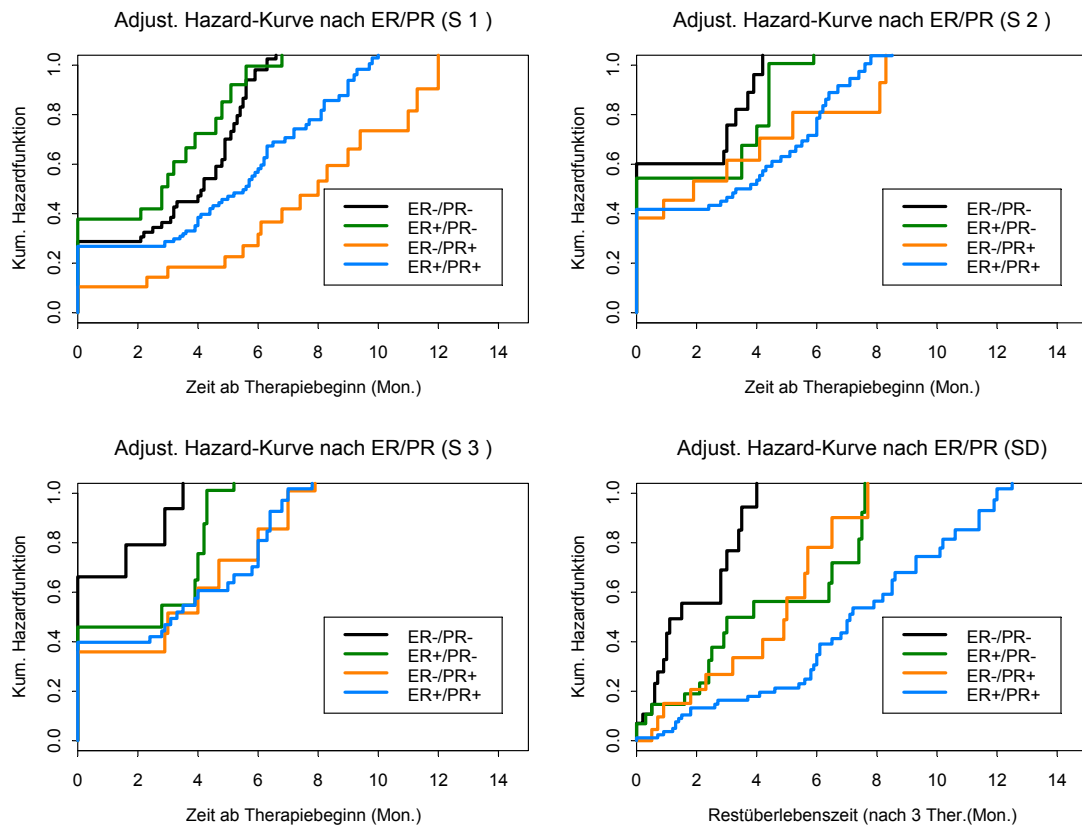 Adjust. Hazard-Kurve nach ER/PR (S 1 )
Kum. Hazardfunktion
0.0 0.2 0.4 0.6 0.8 1.0
ER-/PR-
ER+/PR-
ER-/PR+
ER+/PR+
0 2 4 6 8 10 12 14
Zeit ab Therapiebeginn (Mon.)
Adjust. Hazard-Kurve nach ER/PR (S 2 )
Kum. Hazardfunktion
0.0 0.2 0.4 0.6 0.8 1.0
ER-/PR-
ER+/PR-
ER-/PR+
ER+/PR+
0 2 4 6 8 10 12 14
Zeit ab Therapiebeginn (Mon.)
Adjust. Hazard-Kurve nach ER/PR (S 3 )
Kum. Hazardfunktion
0.0 0.2 0.4 0.6 0.8 1.0
ER-/PR-
ER+/PR-
ER-/PR+
ER+/PR+
0 2 4 6 8 10 12 14
Zeit ab Therapiebeginn (Mon.)
Adjust. Hazard-Kurve nach ER/PR (SD)
Kum. Hazardfunktion
0.0 0.2 0.4 0.6 0.8 1.0
ER-/PR-
ER+/PR-
ER-/PR+
ER+/PR+
0 2 4 6 8 10 12 14
Restüberlebenszeit (nach 3 Ther.(Mon.)